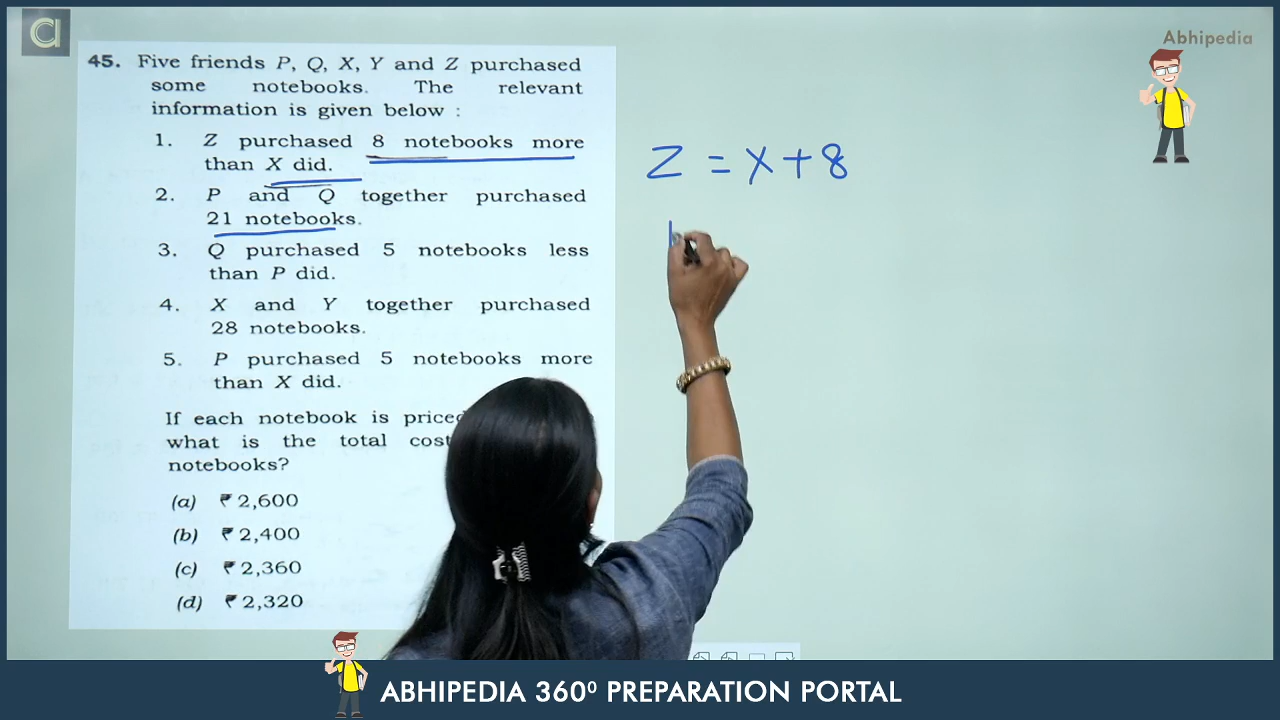 Abhipedia
45. Five friends P, Q, X, Y and Z purchased
some notebooks. The relevant
information is given below :
1. Z purchased 8 notebooks more
than X did.
2. P and Q together purchased
21 notebooks.
3. Q purchased 5 notebooks less
than P did.
4. X and Y together purchased
28 notebooks.
5. P purchased 5 notebooks more
than X did.
If each notebook is priced
what is the total cost
notebooks?
(a) ₹ 2,600
(b) ₹ 2,400
(c) ₹ 2,360
(d) ₹ 2,320
Z = X + 8
ABHIPEDIA 360⁰ PREPARATION PORTAL